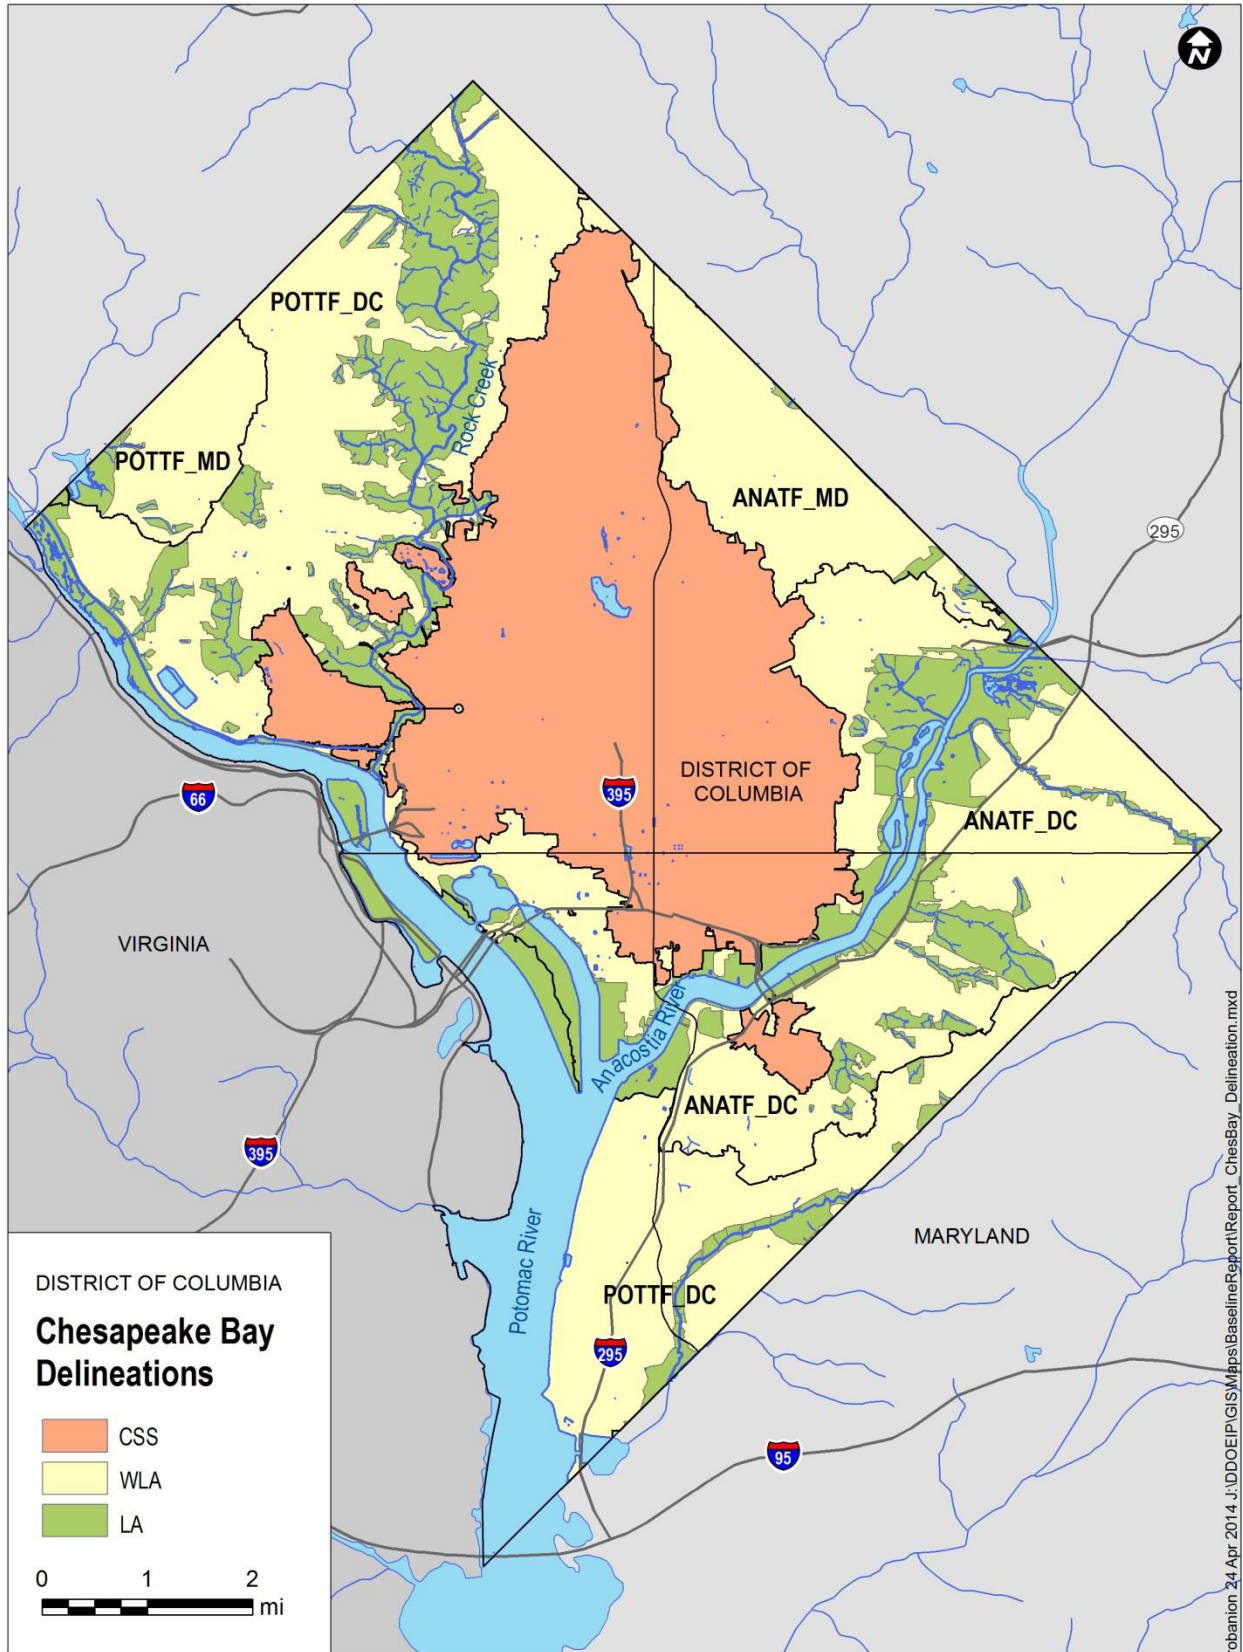 N
POTTF_DC
Rock Creek
POTTF_MD
ANATF_MD
295
66
395
DISTRICT OF
COLUMBIA
ANATF_DC
VIRGINIA
Anacostia River
ANATF_DC
395
Potomac River
MARYLAND
POTTF_DC
295
95
DISTRICT OF COLUMBIA
Chesapeake Bay
Delineations
CSS
WLA
LA
0 1 2
mi
robanion 24 Apr 2014 J:\DDOEIP\GIS\Maps\BaselineReport\Report_ChesBay_Delineation.mxd